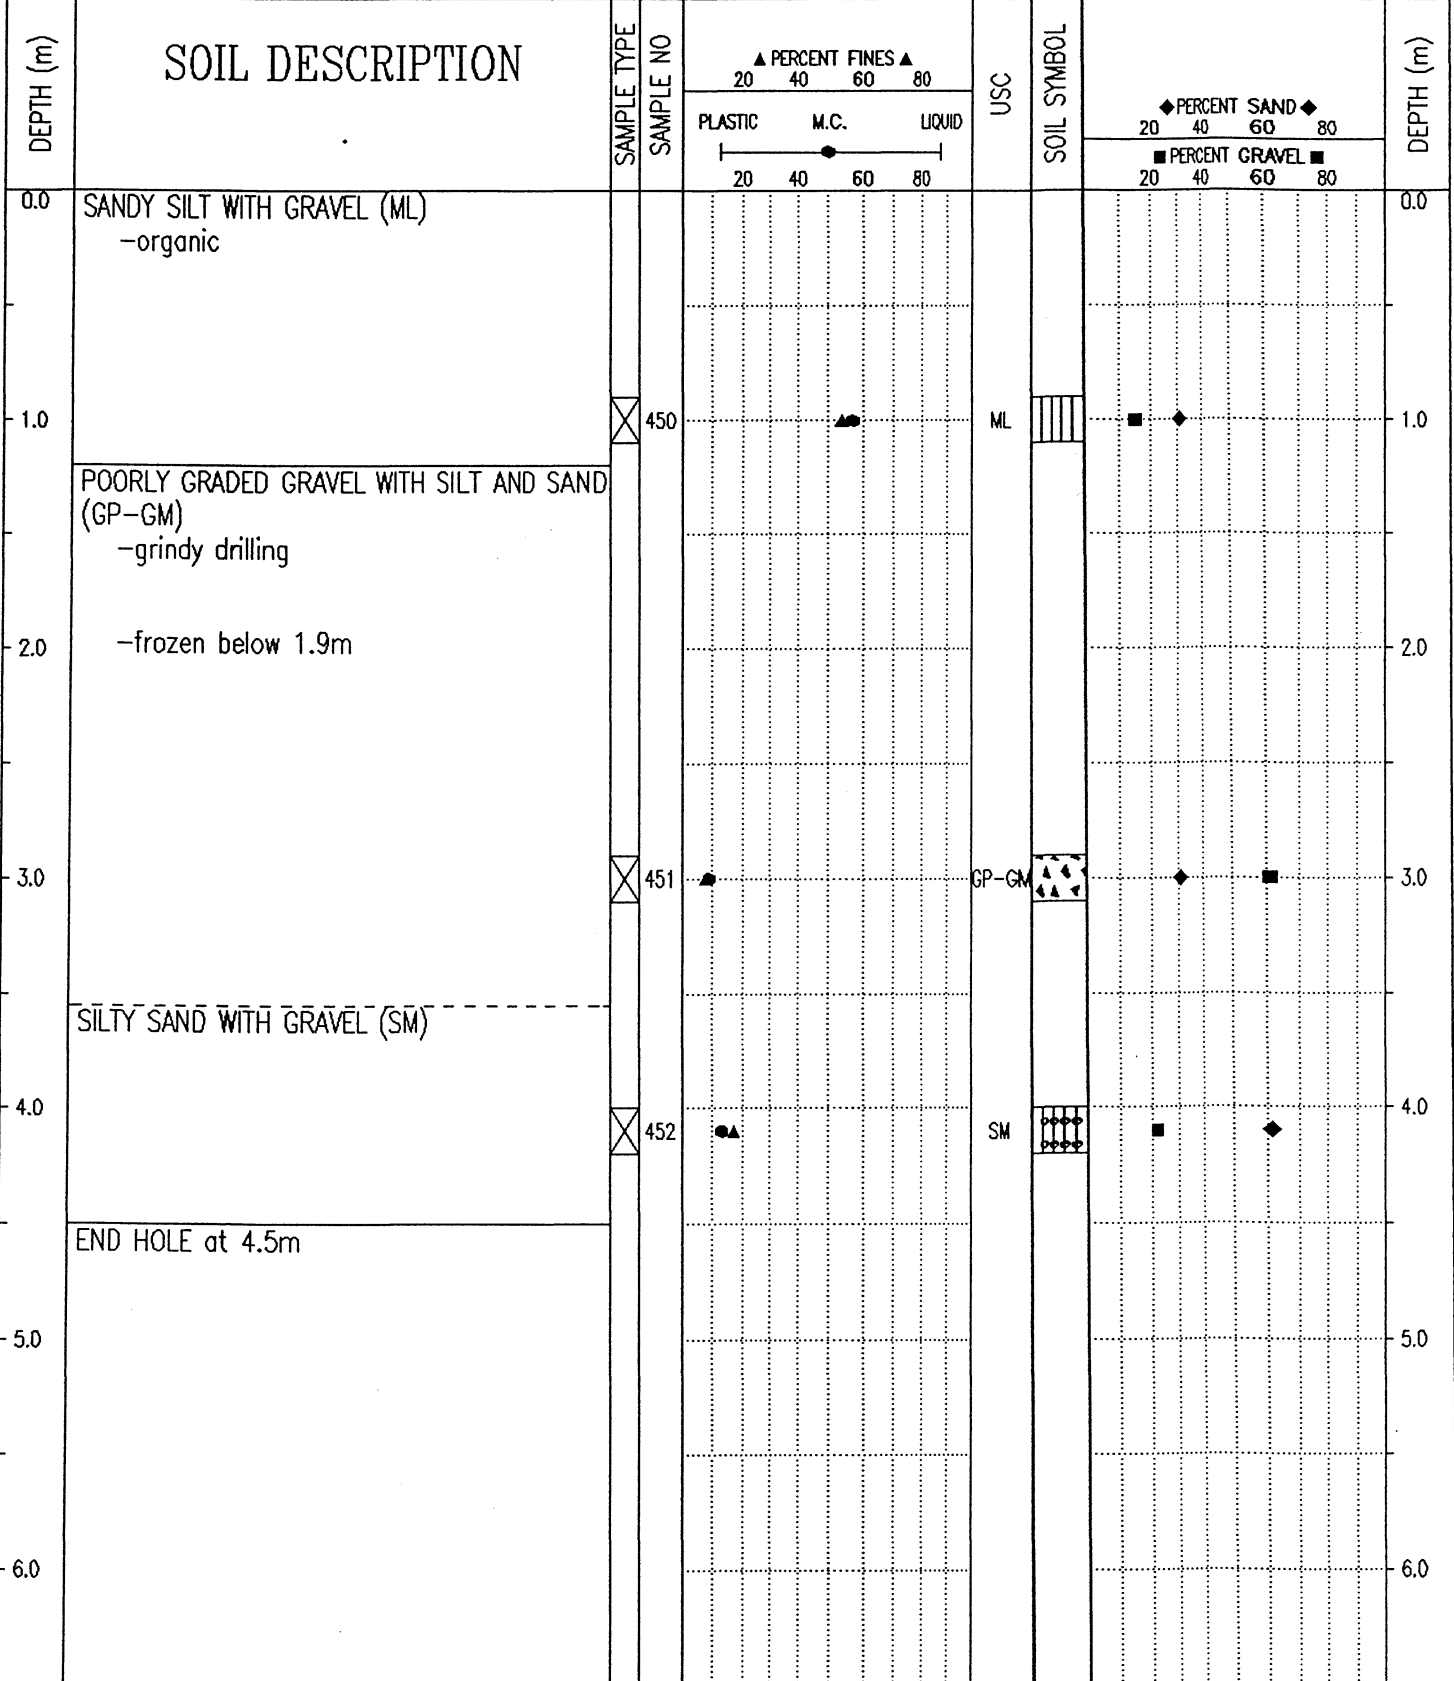 DEPTH (m)
SOIL DESCRIPTION
SAMPLE TYPE
SAMPLE NO
▲ PERCENT FINES ▲
20 40 60 80
PLASTIC M.C. LIQUID
20 40 60 80
USC
SOIL SYMBOL
◆PERCENT SAND◆
20 40 60 80
■ PERCENT GRAVEL ■
20 40 60 80
DEPTH (m)
0.0 SANDY SILT WITH GRAVEL (ML) 0.0
-organic
1.0 450 ML 1.0
POORLY GRADED GRAVEL WITH SILT AND SAND
(GP-GM)
-grindy drilling
2.0 -frozen below 1.9m 2.0
3.0 451 GP-GM 3.0
SILTY SAND WITH GRAVEL (SM)
4.0 4.0
452 SM
END HOLE at 4.5m
5.0 5.0
6.0 6.0